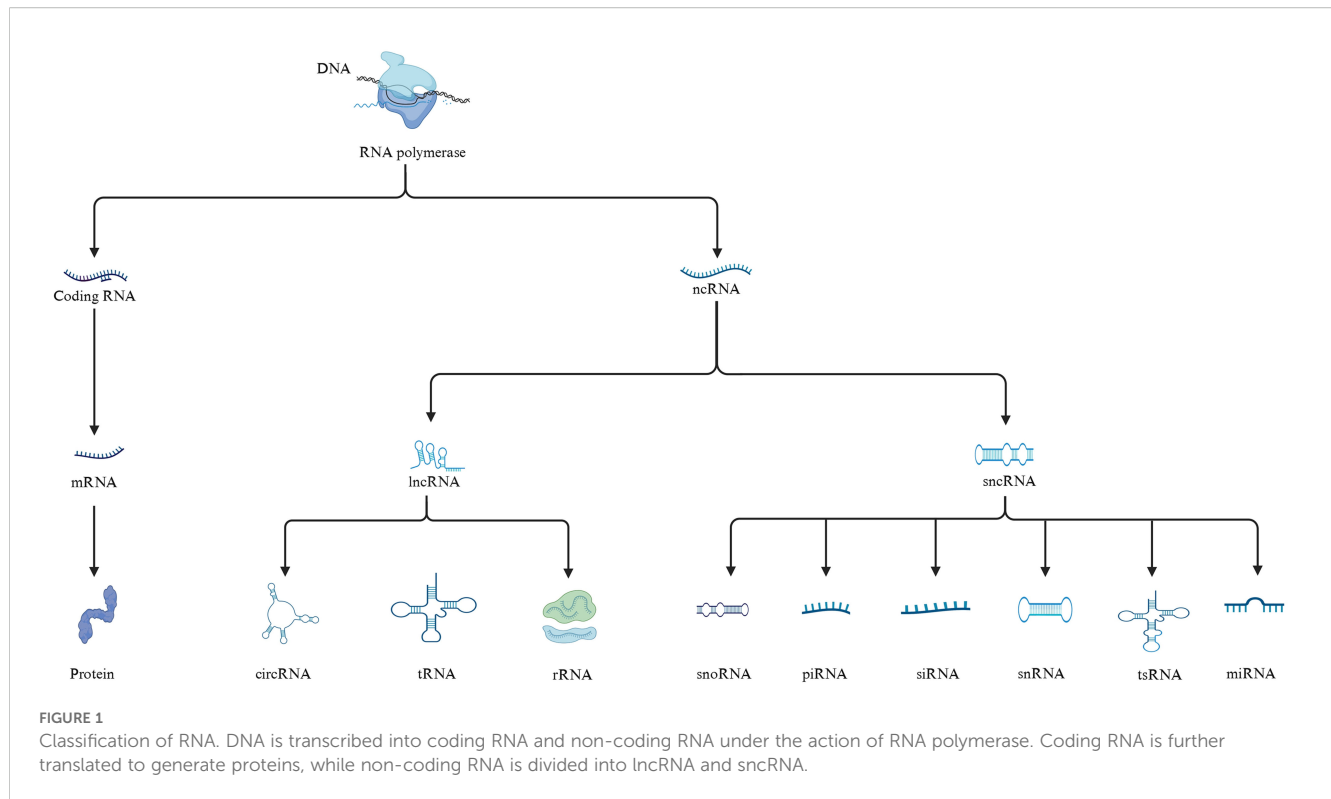 DNA
RNA polymerase
Coding RNA
ncRNA
mRNA
lncRNA
sncRNA
Protein
circRNA
tRNA
rRNA
snoRNA
piRNA
siRNA
snRNA
tsRNA
miRNA
FIGURE 1
Classification of RNA. DNA is transcribed into coding RNA and non-coding RNA under the action of RNA polymerase. Coding RNA is further
translated to generate proteins, while non-coding RNA is divided into lncRNA and sncRNA.